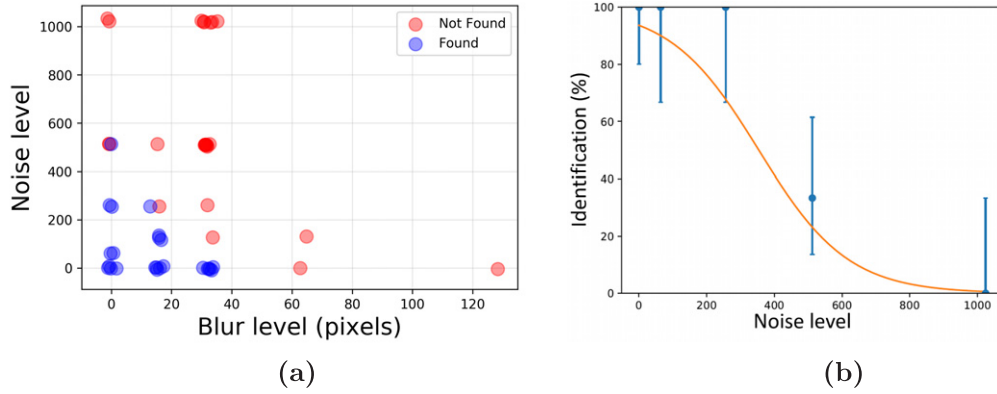 Not Found
Found
Noise level
1000
800
600
400
200
0
0 20 40 60 80 100 120
Blur level (pixels)
(a)
Identification (%)
100
80
60
40
20
0
0 200 400 600 800 1000
Noise level
(b)